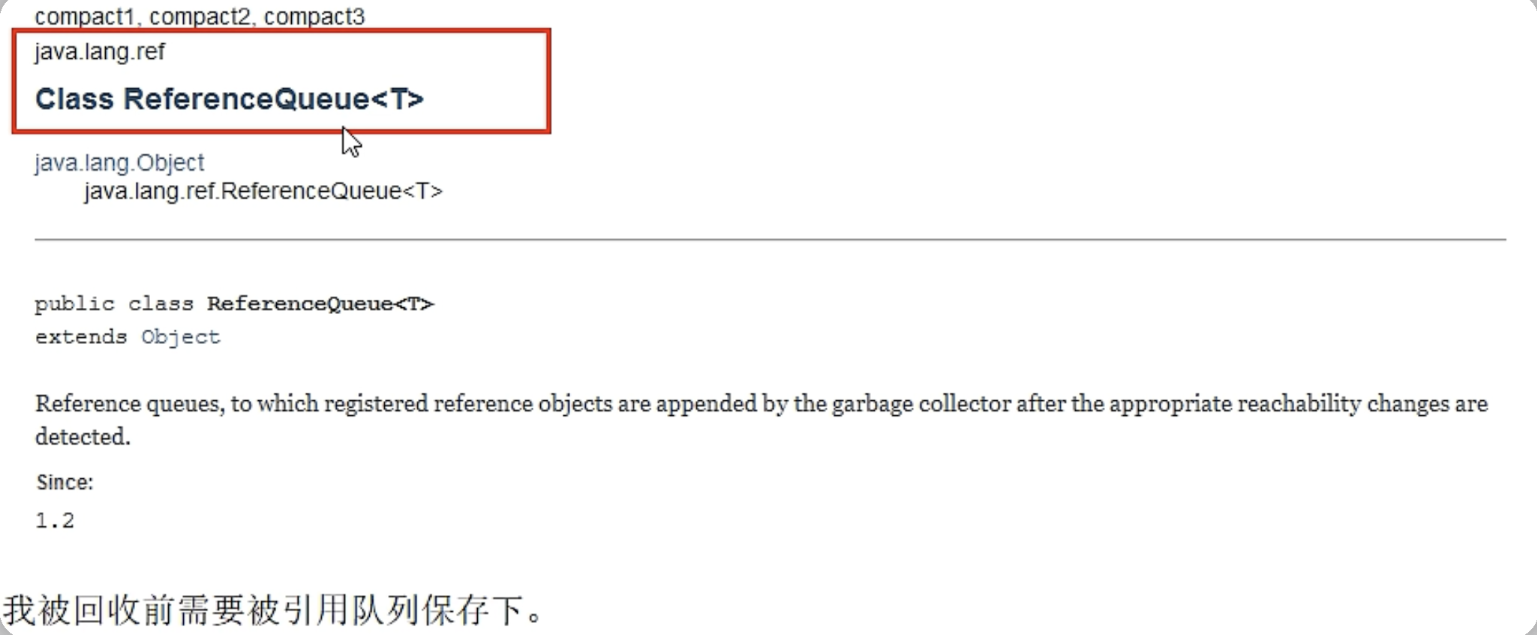 compact1, compact2, compact3
java.lang.ref
Class ReferenceQueue<T>
java.lang.Object
java.lang.ref.ReferenceQueue<T>
public class ReferenceQueue<T>
extends Object
Reference queues, to which registered reference objects are appended by the garbage collector after the appropriate reachability changes are
detected.
Since:
1.2
我被回收前需要被引用队列保存下。